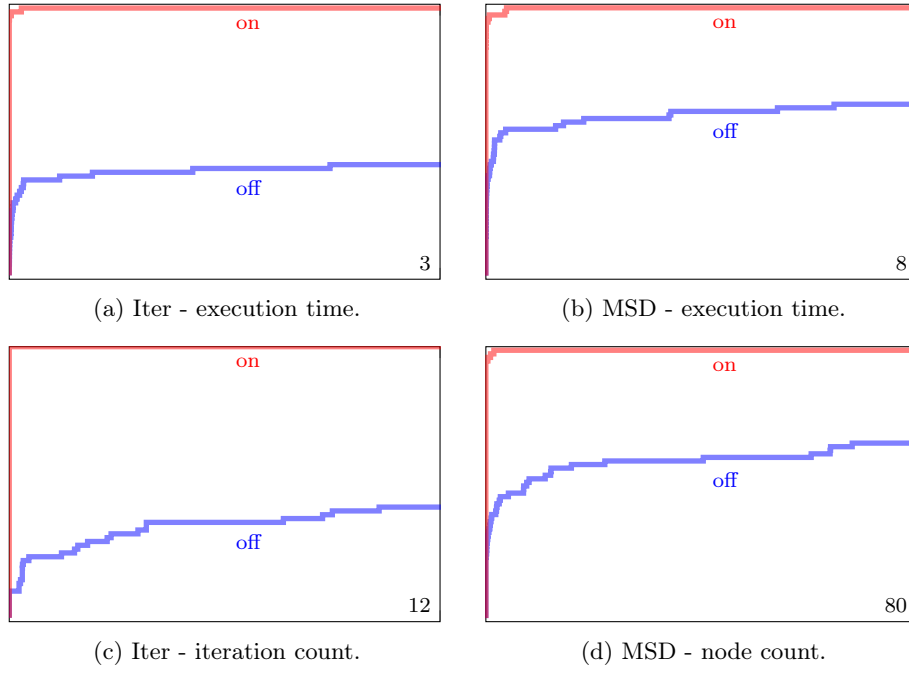 on
off
3
(a) Iter - execution time.
on
off
8
(b) MSD - execution time.
on
off
12
(c) Iter - iteration count.
on
off
80
(d) MSD - node count.